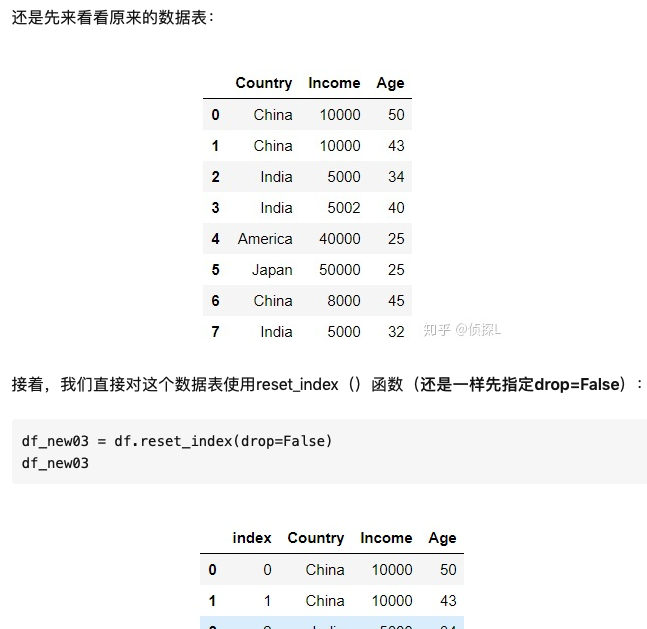 还是先来看看原来的数据表：
Country Income Age
0 China 10000 50
1 China 10000 43
2 India 5000 34
3 India 5002 40
4 America 40000 25
5 Japan 50000 25
6 China 8000 45
7 India 5000 32
知乎 @侦探L
接着，我们直接对这个数据表使用reset_index（）函数（还是一样先指定drop=False）：
df_new03 = df.reset_index(drop=False)
df_new03
index Country Income Age
0 0 China 10000 50
1 1 China 10000 43